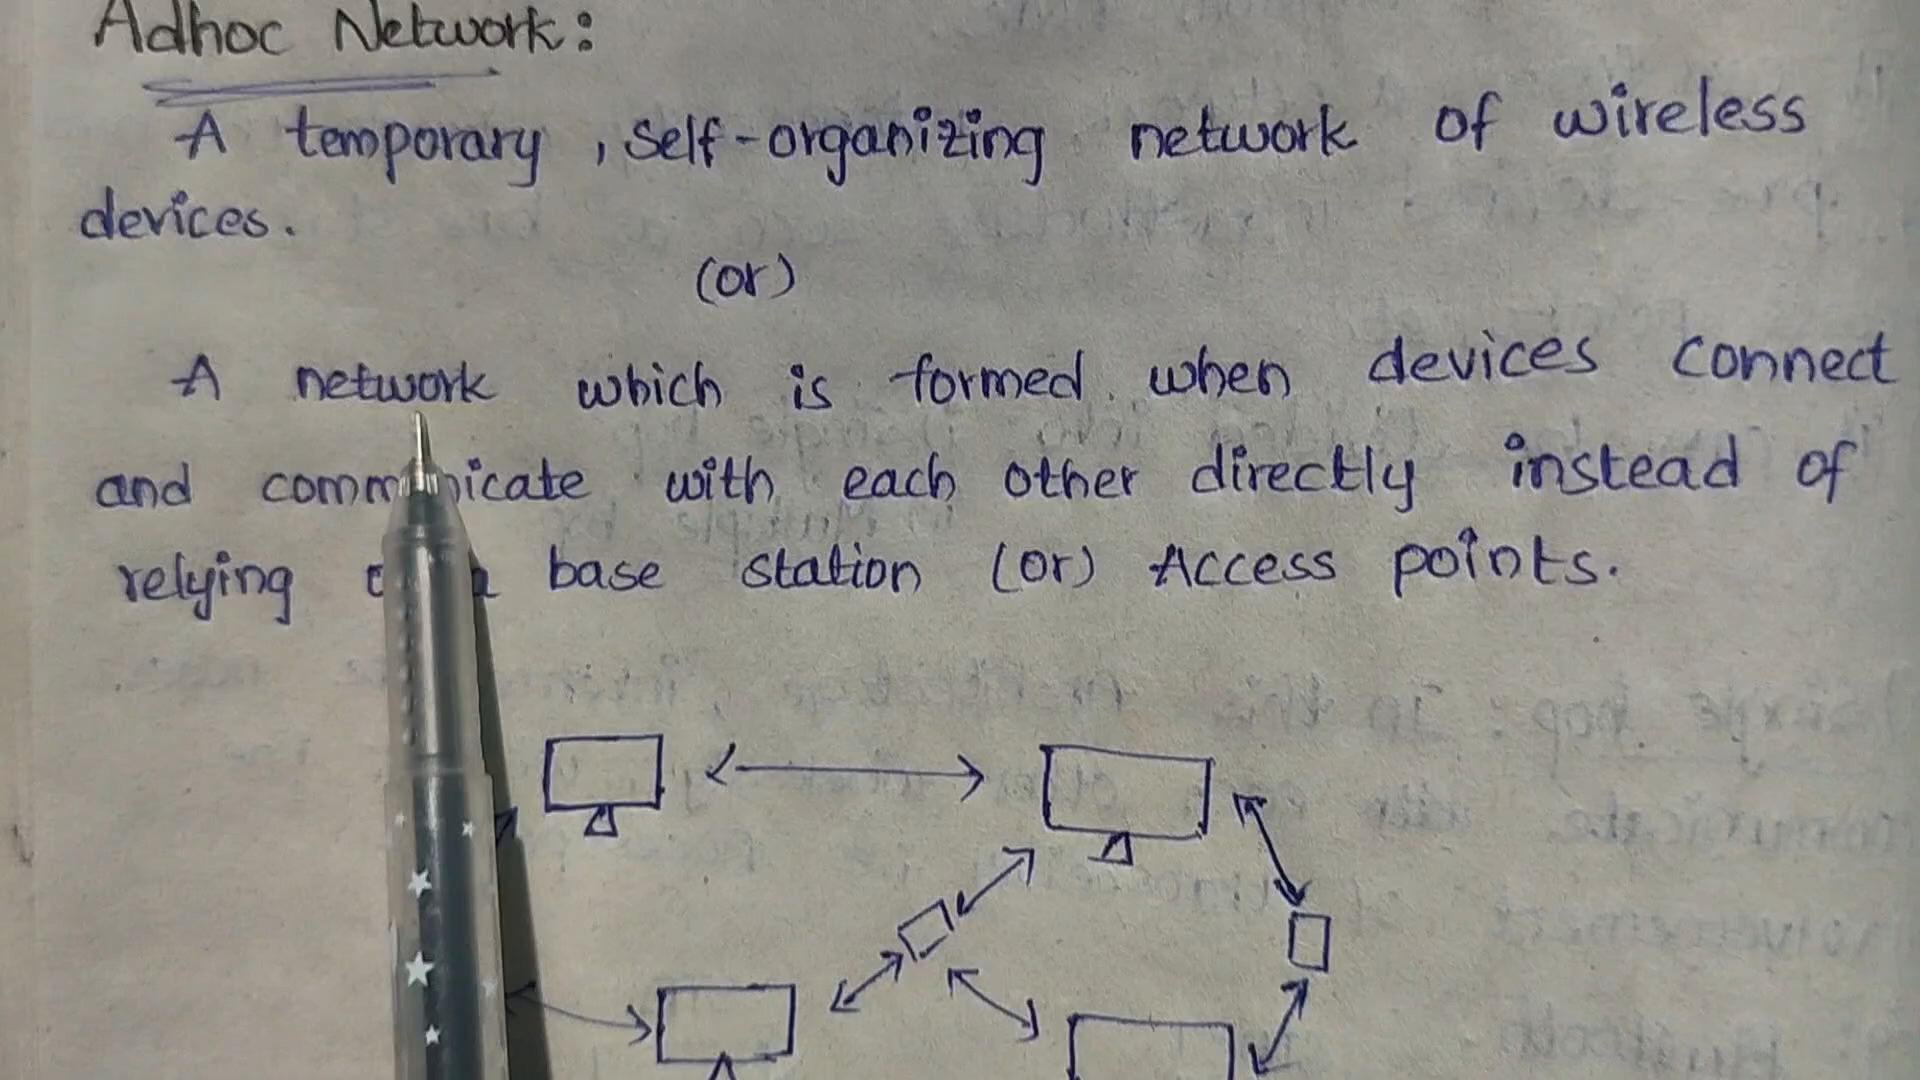 Adhoc Network:
A temporary, self-organizing network of wireless
devices.
(or)
A network which is formed when devices connect
and communicate with each other directly instead of
relying base station (or) Access points.